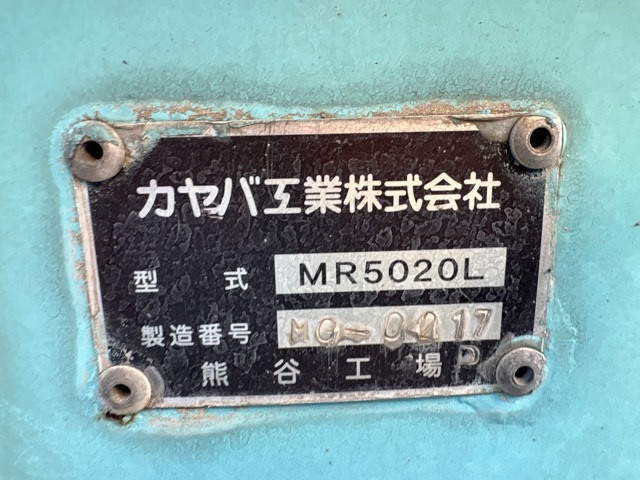 カヤバ工業株式会社
型式 MR5020L
製造番号
熊谷工場